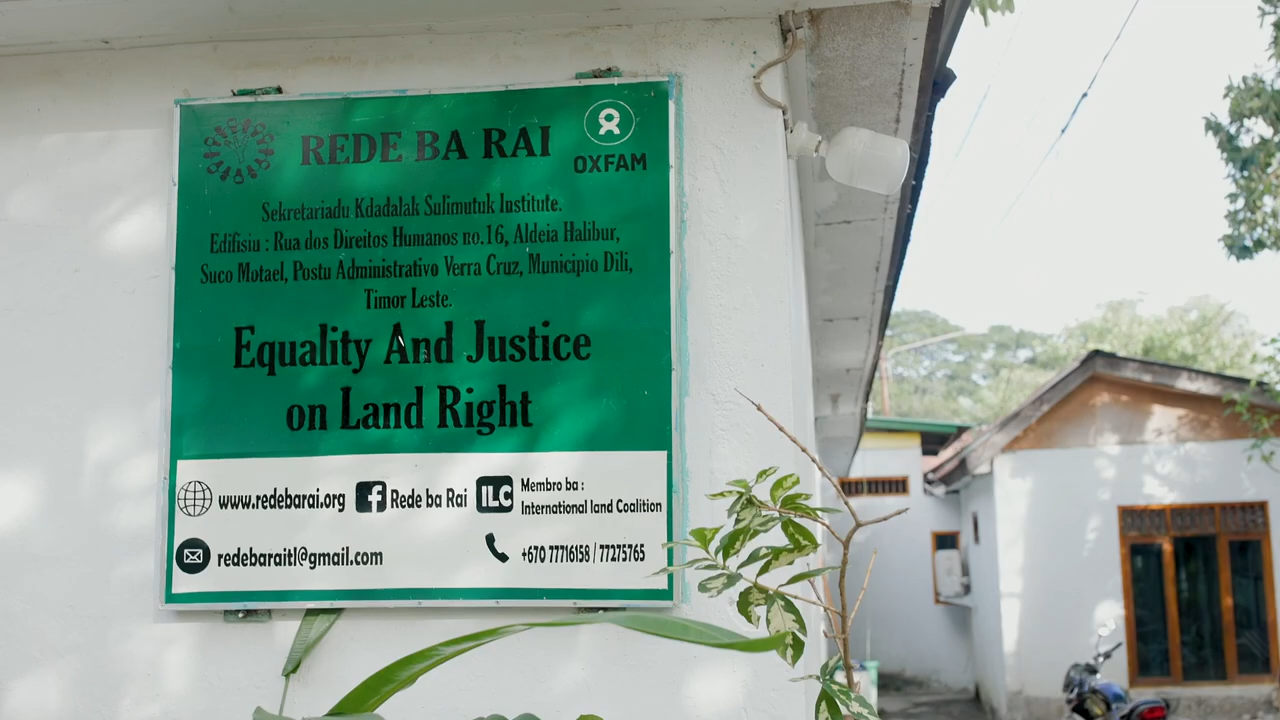 REDE BA RAI
OXFAM
Sekretariadu Kdadalak Sulimutuk Institute.
Edifisiu : Rua dos Direitos Humanos no.16, Aldeia Halibur,
Suco Motael, Postu Administrativo Verra Cruz, Municipio Dili,
Timor Leste.
Equality And Justice
on Land Right
www.redebarai.org
Rede ba Rai
ILC
Membro ba :
International land Coalition
redebaraitl@gmail.com
+670 77716158 / 77275765